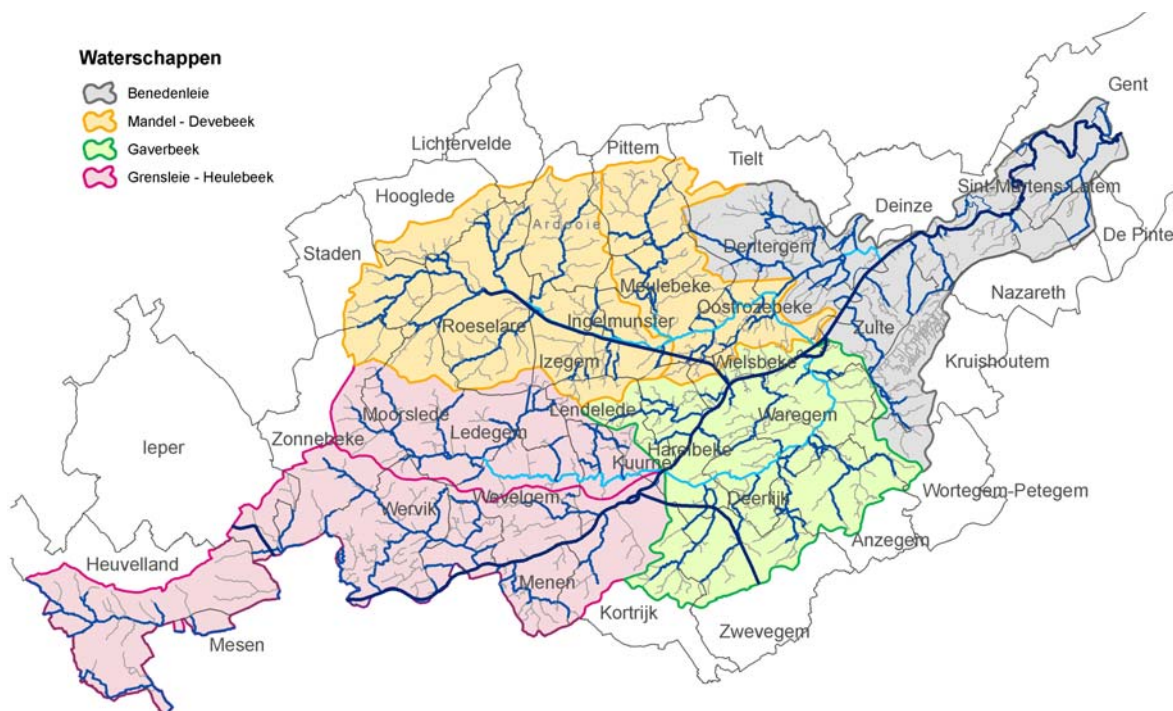 Waterschappen
Benedenleie
Mandel - Devebeek
Gaverbeek
Grensleie - Heulebeek
Gent
Lichtervelde
Pittem
Tielt
Hooglede
Sint-Martens-Latem
Deinze
Ardooie
De Pinte
Staden
Dentergem
Meulebeke
Nazareth
Oostrozebeke
Roeselare
Ingelmunster
Zulte
Izegem
Wielsbeke
Kruishoutem
Moorslede
Lendelede
Waregem
Ieper
Zonnebeke
Ledegem
Harelbeke
Kuurne
Wortegem-Petegem
Wervik
Wevelgem
Deerlijk
Anzegem
Heuvelland
Menen
Kortrijk
Zwevegem
Mesen